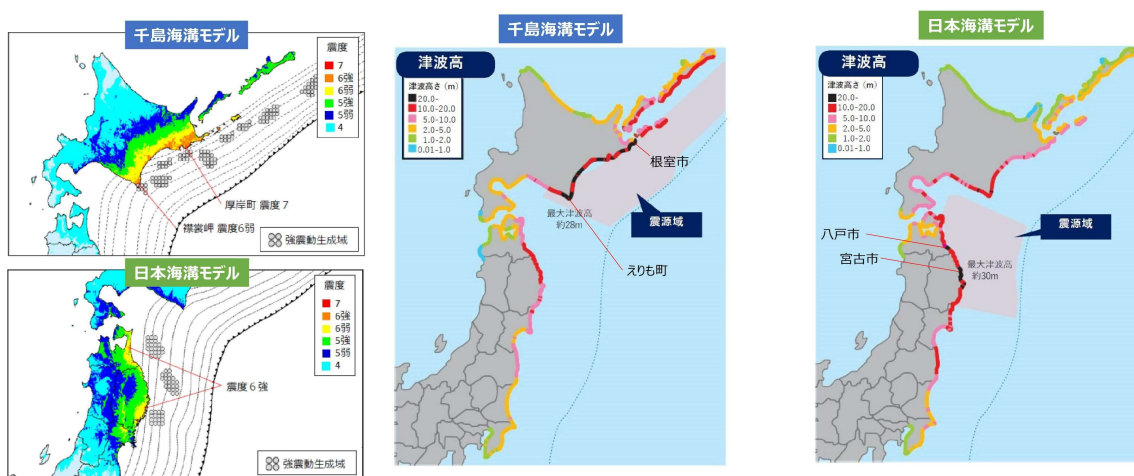 千島海溝モデル
震度
7
6強
6弱
5強
5弱
4
厚岸町 震度7
襟裳岬 震度6弱
強震動生成域
日本海溝モデル
震度
7
6強
6弱
5強
5弱
4
震度6強
強震動生成域
千島海溝モデル
津波高
津波高さ(m)
20.0-
10.0-20.0
5.0-10.0
2.0-5.0
1.0-2.0
0.01-1.0
根室市
震源域
最大津波高
約28m
えりも町
日本海溝モデル
津波高
津波高さ(m)
20.0-
10.0-20.0
5.0-10.0
2.0-5.0
1.0-2.0
0.01-1.0
震源域
八戸市
宮古市
最大津波高
約30m